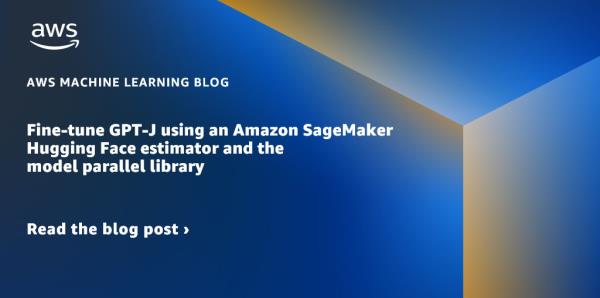 aws
AWS MACHINE LEARNING BLOG
Fine-tune GPT-J using an Amazon SageMaker
Hugging Face estimator and the
model parallel library
Read the blog post ›